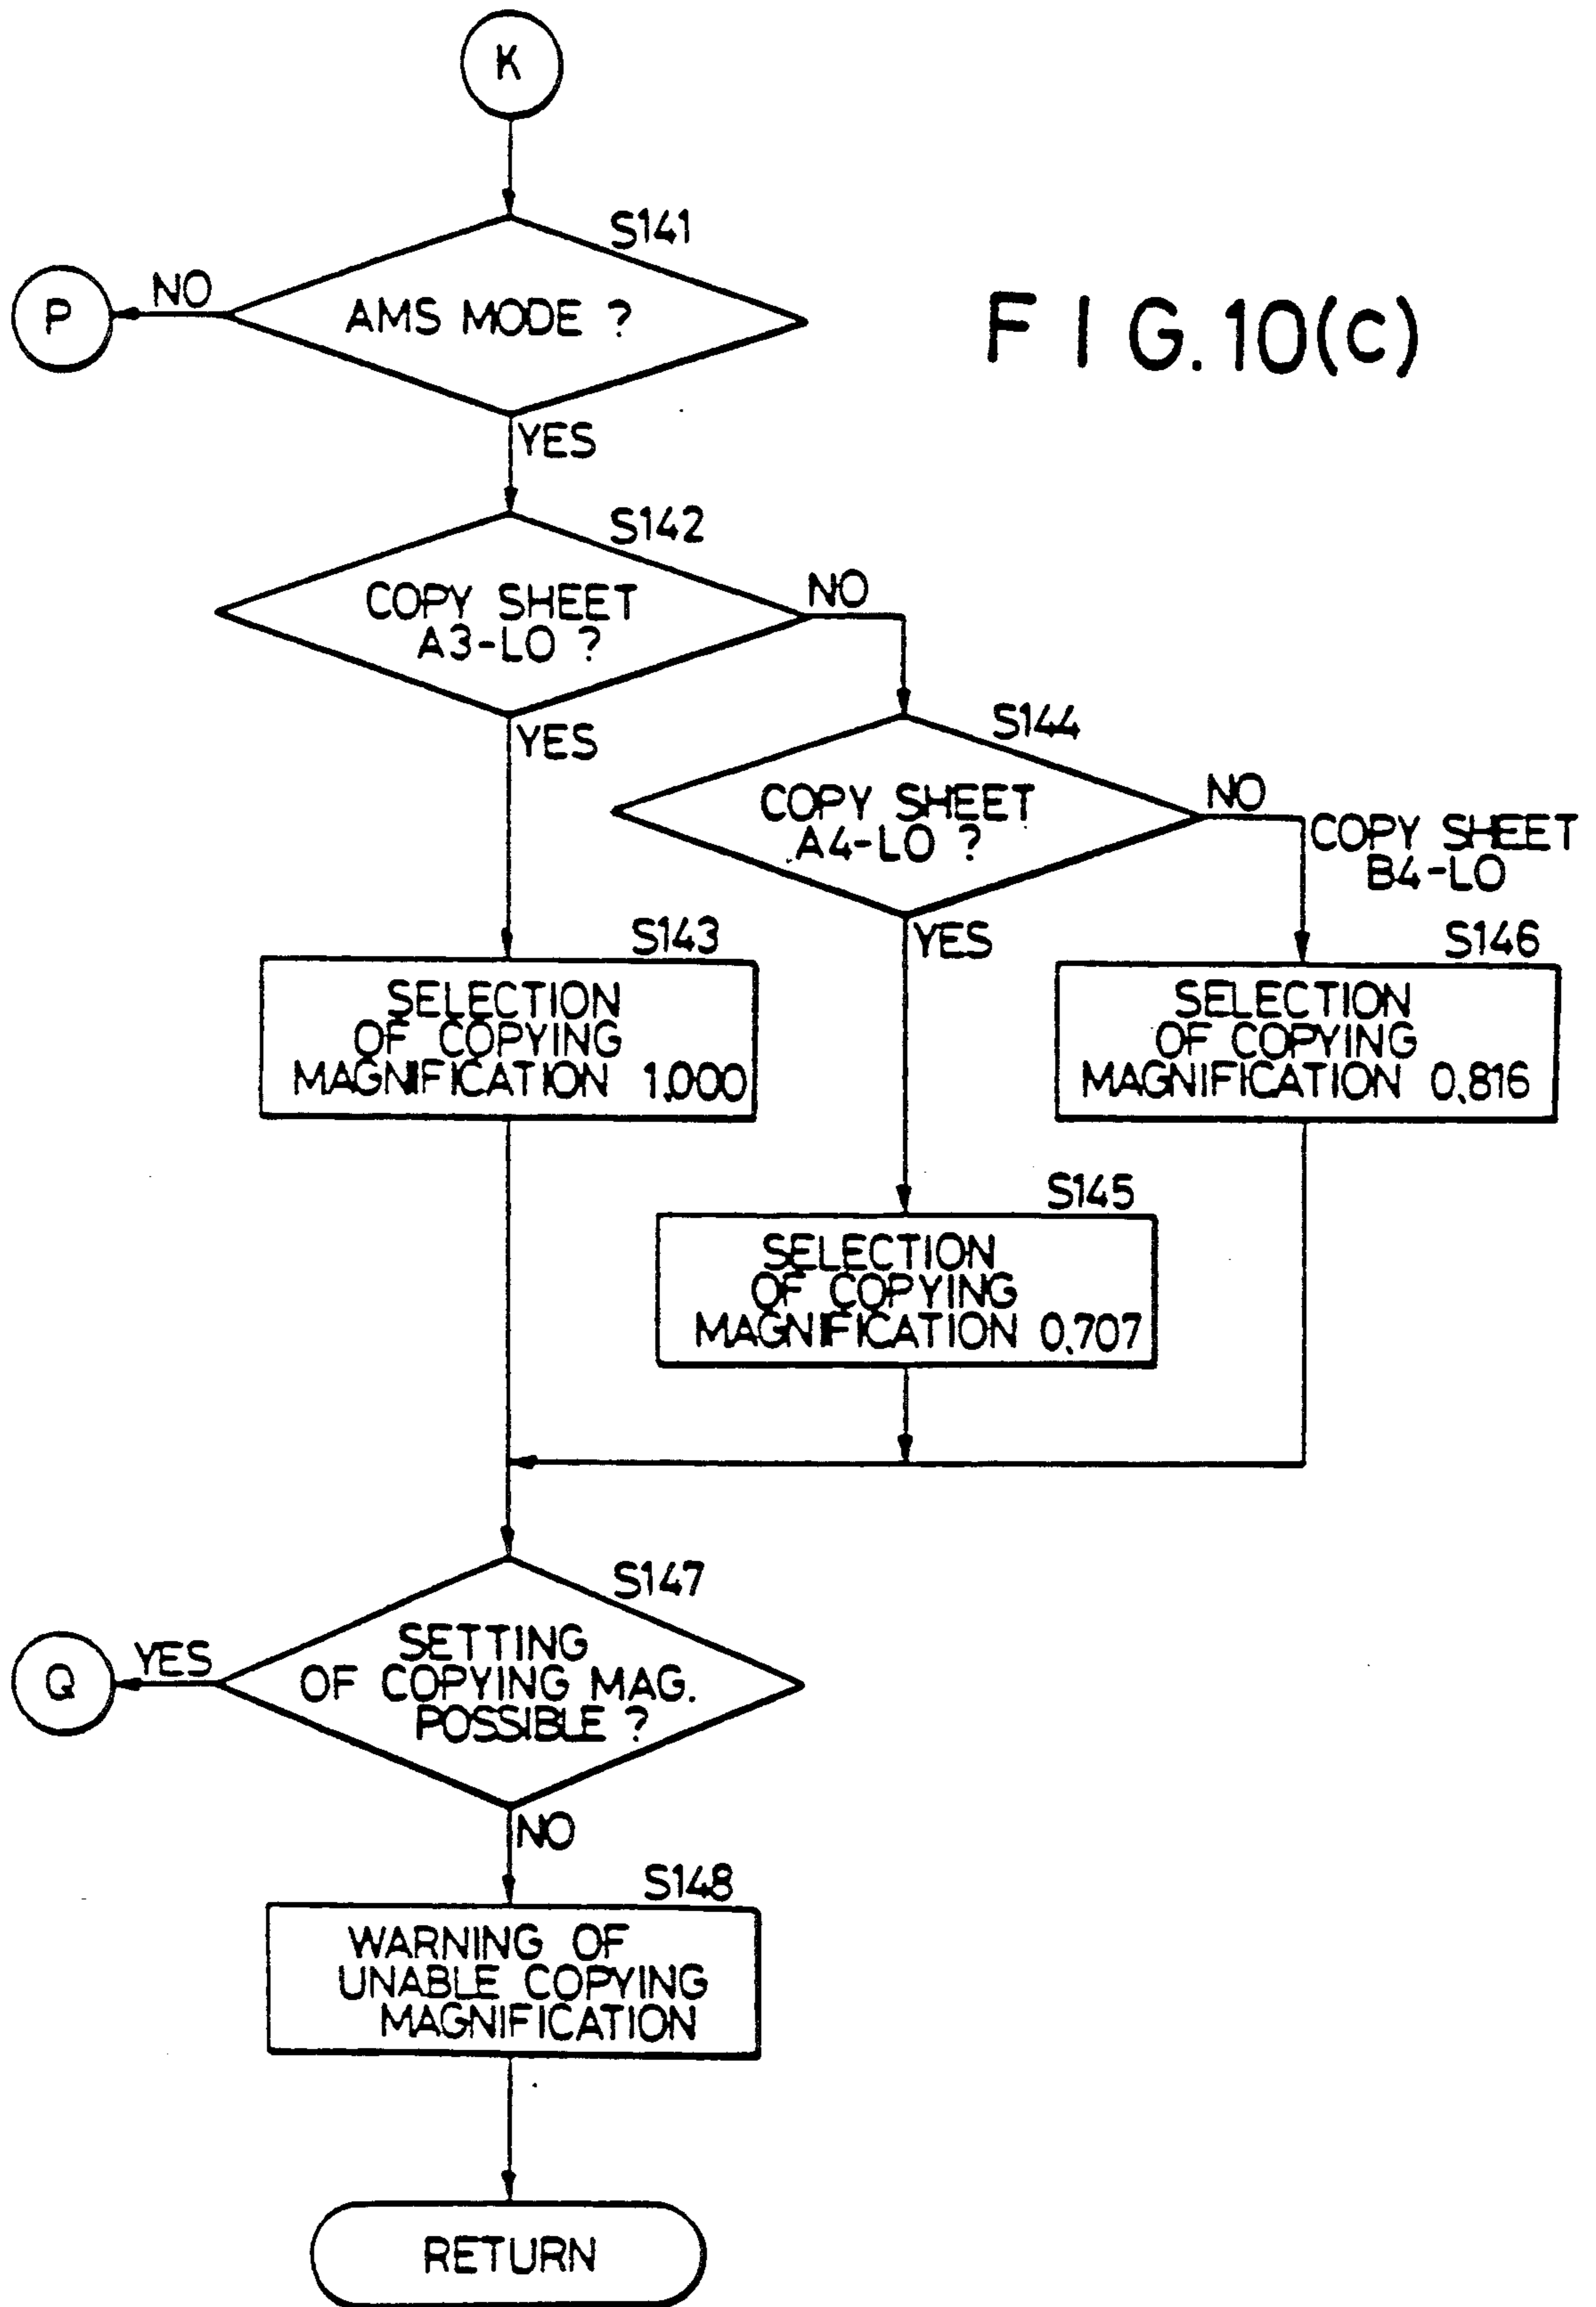 K
S141
P
NO
AMS MODE ?
F I G.10(c)
YES
S142
COPY SHEET
A3-LO ?
NO
YES
S144
COPY SHEET
A4-LO ?
NO
COPY SHEET
B4-LO
YES
S143
SELECTION
OF COPYING
MAGNIFICATION 1.000
S146
SELECTION
OF COPYING
MAGNIFICATION 0.816
S145
SELECTION
OF COPYING
MAGNIFICATION 0.707
S147
Q
YES
SETTING
OF COPYING MAG.
POSSIBLE ?
NO
S148
WARNING OF
UNABLE COPYING
MAGNIFICATION
RETURN